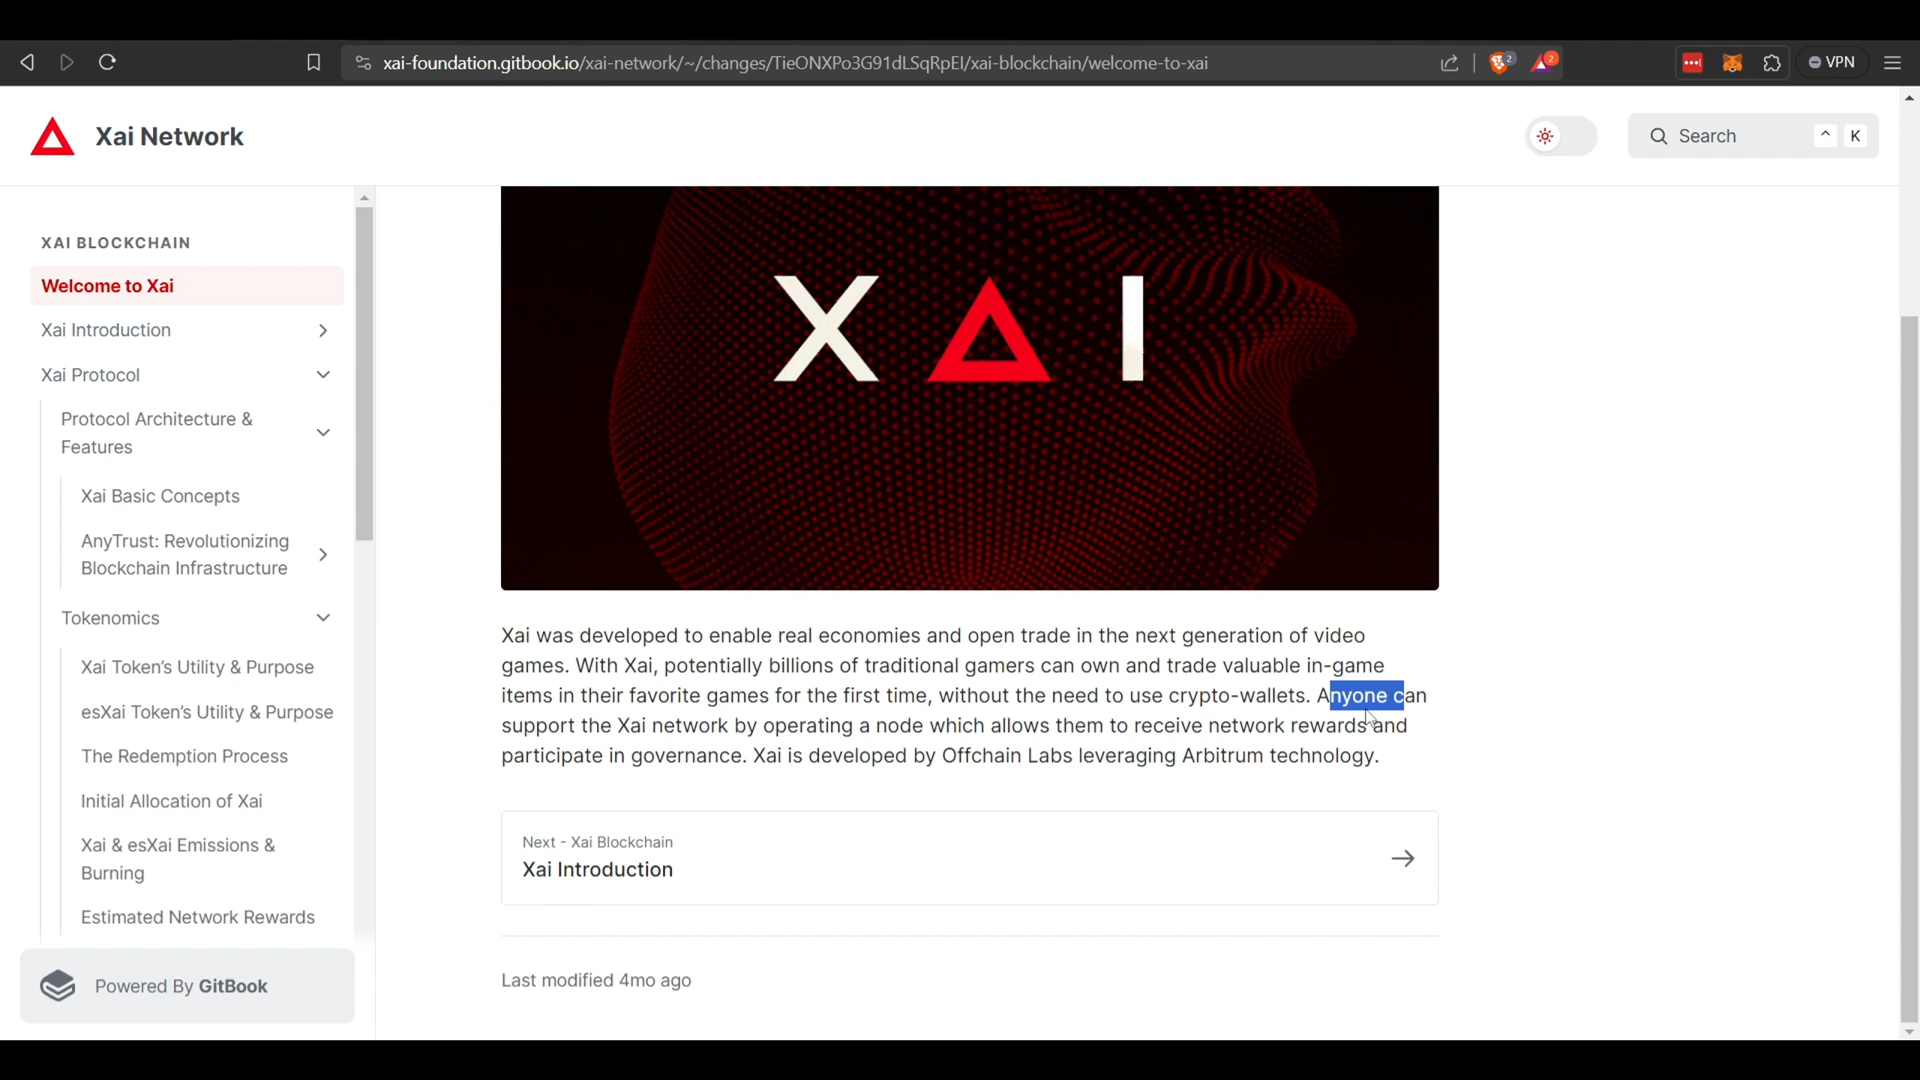 xai-foundation.gitbook.io/xai-network/~/changes/TieONXPo3G91dLSqRpEI/xai-blockchain/welcome-to-xai
2
2
VPN
Xai Network
Search
^ K
XAI BLOCKCHAIN
Welcome to Xai
Xai Introduction
Xai Protocol
Protocol Architecture &
Features
Xai Basic Concepts
AnyTrust: Revolutionizing
Blockchain Infrastructure
Tokenomics
Xai Token's Utility & Purpose
esXai Token's Utility & Purpose
The Redemption Process
Initial Allocation of Xai
Xai & esXai Emissions &
Burning
Estimated Network Rewards
Powered By GitBook
X I
Xai was developed to enable real economies and open trade in the next generation of video
games. With Xai, potentially billions of traditional gamers can own and trade valuable in-game
items in their favorite games for the first time, without the need to use crypto-wallets. Anyone can
support the Xai network by operating a node which allows them to receive network rewards and
participate in governance. Xai is developed by Offchain Labs leveraging Arbitrum technology.
Next - Xai Blockchain
Xai Introduction
Last modified 4mo ago